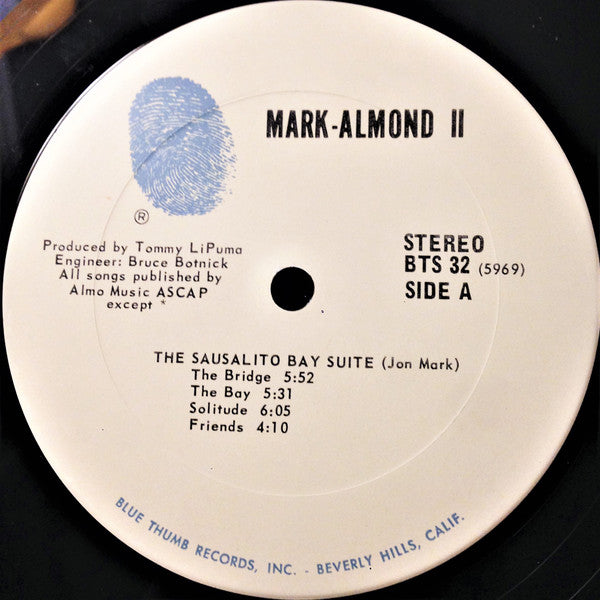 MARK-ALMOND II
®
Produced by Tommy LiPuma
Engineer: Bruce Botnick
All songs published by
Almo Music ASCAP
except *
STEREO
BTS 32 (5969)
SIDE A
THE SAUSALITO BAY SUITE (Jon Mark)
The Bridge 5:52
The Bay 5:31
Solitude 6:05
Friends 4:10
BLUE THUMB RECORDS, INC. - BEVERLY HILLS, CALIF.